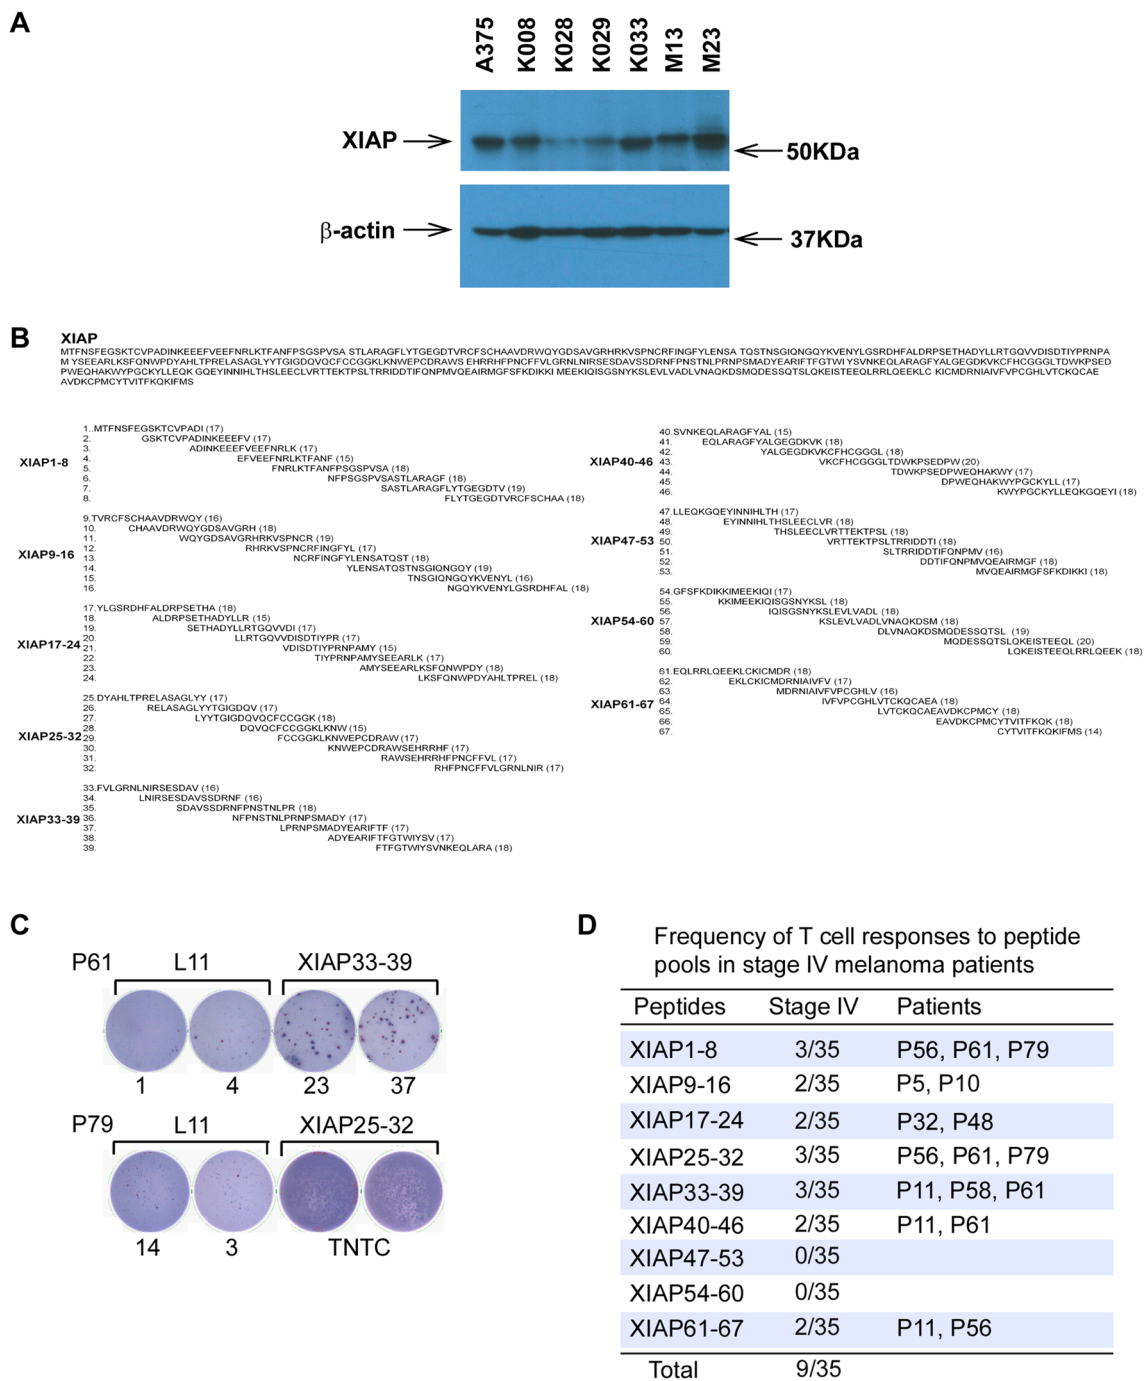 A
A375
K008
K028
K029
K033
M13
M23
XIAP
50KDa
β-actin
37KDa
B
XIAP
MTFNSFEGSKTCVPADINKEEEFVEEFNRLKTFANFPSGSPVSA STLARAGFLYTGEGDTVRCFSCHAAVDRWQYGDSAVGRHRKVSPNCRFINGFYLENSA TQSTNSGIQNGQYKVENYLGSRDHFALDRPSETHADYLLRTGQVVDISDTIYPRNPA
M YSEEARLKSFQNWPDYAHLTPRELASAGLYYTGIGDQVQCFCCGGKLKNWEPCDRAWS EHRRHFPNCFFVLGRNLNIRSESDAVSSDRNFPNSTNLPRNPSMADYEARIFTFGTWI YSVNKEQLARAGFYALGEGDKVKCFHCGGGLTDWKPSED
PWEQHAKWYPGCKYLLEQK GQEYINNIHLTHSLEECLVRTTEKTPSLTRRIDDTIFQNPMVQEAIRMGFSFKDIKKI MEEKIQISGSNYKSLEVLVADLVNAQKDSMQDESSQTSLQKEISTEEQLRRLQEEKLC KICMDRNIAIVFVPCGHLVTCKQCAE
AVDKCPMCYTVITFKQKIFMS
XIAP1-8
1..MTFNSFEGSKTCVPADI (17)
2. GSKTCVPADINKEEEFV (17)
3. ADINKEEEFVEEFNRLK (17)
4. EFVEEFNRLKTFANF (15)
5. FNRLKTFANFPSGSPVSA (18)
6. NFPSGSPVSASTLARAGF (18)
7. SASTLARAGFLYTGEGDTV (19)
8. FLYTGEGDTVRCFSCHAA (18)
XIAP9-16
9.TVRCFSCHAAVDRWQY (16)
10. CHAAVDRWQYGDSAVGRH (18)
11. WQYGDSAVGRHRKVSPNCR (19)
12. RHRKVSPNCRFINGFYL (17)
13. NCRFINGFYLENSATQST (18)
14. YLENSATQSTNSGIQNGQY (19)
15. TNSGIQNGQYKVENYL (16)
16. NGQYKVENYLGSRDHFAL (18)
XIAP17-24
17.YLGSRDHFALDRPSETHA (18)
18. ALDRPSETHADYLLR (15)
19. SETHADYLLRTGQVVDI (17)
20. LLRTGQVVDISDTIYPR (17)
21. VDISDTIYPRNPAMY (15)
22. TIYPRNPAMYSEEARLK (17)
23. AMYSEEARLKSFQNWPDY (18)
24. LKSFQNWPDYAHLTPREL (18)
XIAP25-32
25.DYAHLTPRELASAGLYY (17)
26. RELASAGLYYTGIGDQV (17)
27. LYYTGIGDQVQCFCCGGK (18)
28. DQVQCFCCGGKLKNW (15)
29. FCCGGKLKNWEPCDRAW (17)
30. KNWEPCDRAWSEHRRHF (17)
31. RAWSEHRRHFPNCFFVL (17)
32. RHFPNCFFVLGRNLNIR (17)
XIAP33-39
33.FVLGRNLNIRSESDAV (16)
34. LNIRSESDAVSSDRNF (16)
35. SDAVSSDRNFPNSTNLPR (18)
36. NFPNSTNLPRNPSMADY (17)
37. LPRNPSMADYEARIFTF (17)
38. ADYEARIFTFGTWIYSV (17)
39. FTFGTWIYSVNKEQLARA (18)
XIAP40-46
40.SVNKEQLARAGFYAL (15)
41. EQLARAGFYALGEGDKVK (18)
42. YALGEGDKVKCFHCGGGL (18)
43. VKCFHCGGGLTDWKPSEDPW (20)
44. TDWKPSEDPWEQHAKWY (17)
45. DPWEQHAKWYPGCKYLL (17)
46. KWYPGCKYLLEQKGQEYI (18)
XIAP47-53
47.LLEQKGQEYINNIHLTH (17)
48. EYINNIHLTHSLEECLVR (18)
49. THSLEECLVRTTEKTPSL (18)
50. VRTTEKTPSLTRRIDDTI (18)
51. SLTRRIDDTIFQNPMV (16)
52. DDTIFQNPMVQEAIRMGF (18)
53. MVQEAIRMGFSFKDIKKI (18)
XIAP54-60
54.GFSFKDIKKIMEEKIQI (17)
55. KKIMEEKIQISGSNYKSL (18)
56. IQISGSNYKSLEVLVADL (18)
57. KSLEVLVADLVNAQKDSM (18)
58. DLVNAQKDSMQDESSQTSL (19)
59. MQDESSQTSLQKEISTEEQL (20)
60. LQKEISTEEQLRRLQEEK (18)
XIAP61-67
61.EQLRRLQEEKLCKICMDR (18)
62. EKLCKICMDRNIAIVFV (17)
63. MDRNIAIVFVPCGHLV (16)
64. IVFVPCGHLVTCKQCAEA (18)
65. LVTCKQCAEAVDKCPMCY (18)
66. EAVDKCPMCYTVITFKQK (18)
67. CYTVITFKQKIFMS (14)
C
P61 L11 XIAP33-39
1 4 23 37
P79 L11 XIAP25-32
14 3 TNTC
D
Frequency of T cell responses to peptide
pools in stage IV melanoma patients
Peptides Stage IV Patients
XIAP1-8 3/35 P56, P61, P79
XIAP9-16 2/35 P5, P10
XIAP17-24 2/35 P32, P48
XIAP25-32 3/35 P56, P61, P79
XIAP33-39 3/35 P11, P58, P61
XIAP40-46 2/35 P11, P61
XIAP47-53 0/35
XIAP54-60 0/35
XIAP61-67 2/35 P11, P56
Total 9/35